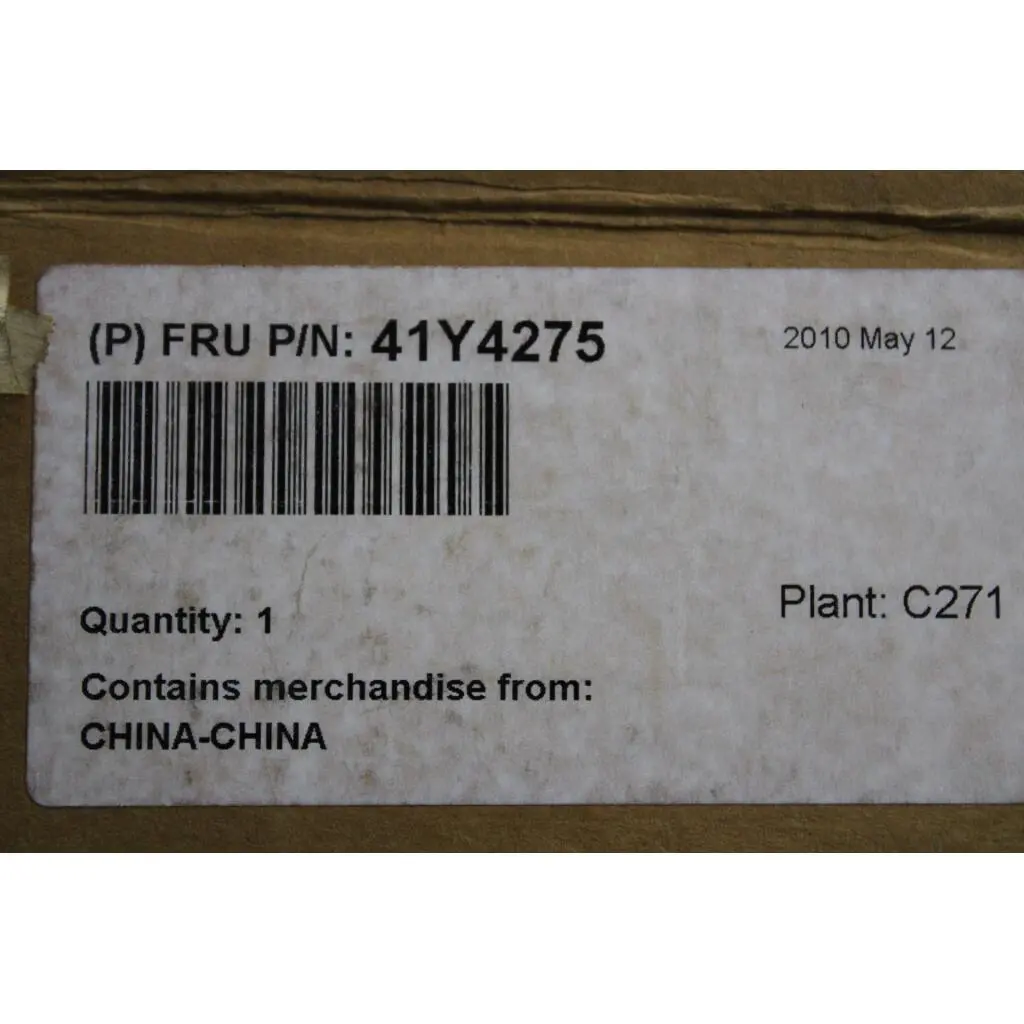 (P) FRU P/N: 41Y4275
2010 May 12
Quantity: 1
Plant: C271
Contains merchandise from:
CHINA-CHINA